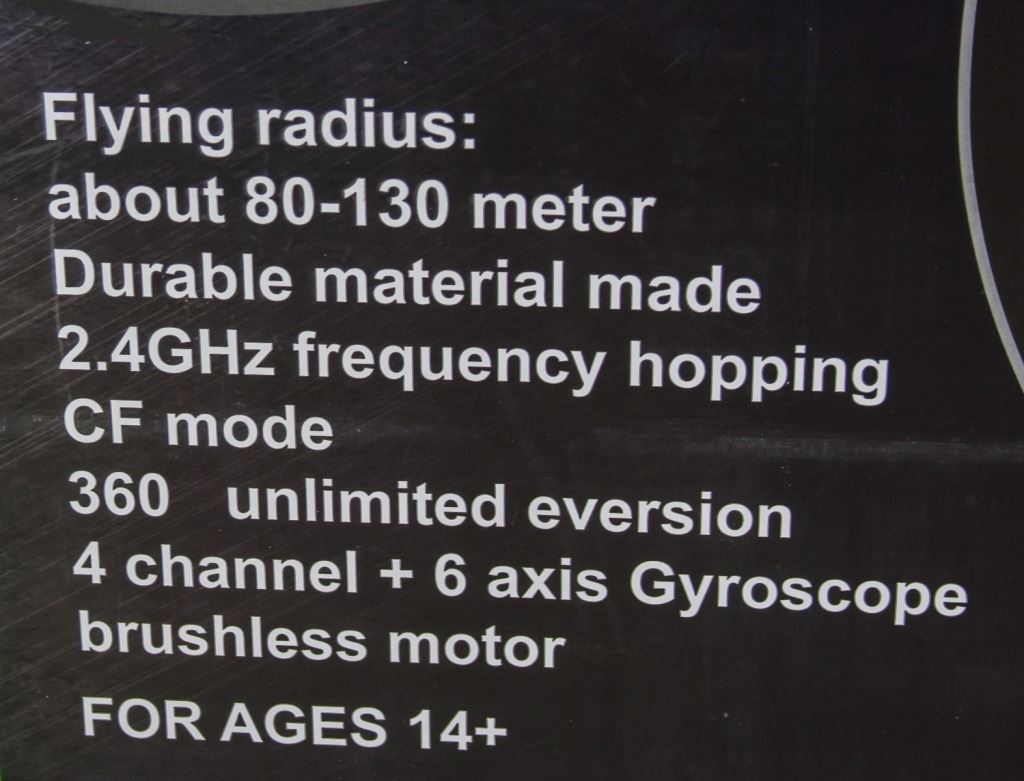 Flying radius:
about 80-130 meter
Durable material made
2.4GHz frequency hopping
CF mode
360 unlimited eversion
4 channel + 6 axis Gyroscope
brushless motor
FOR AGES 14+